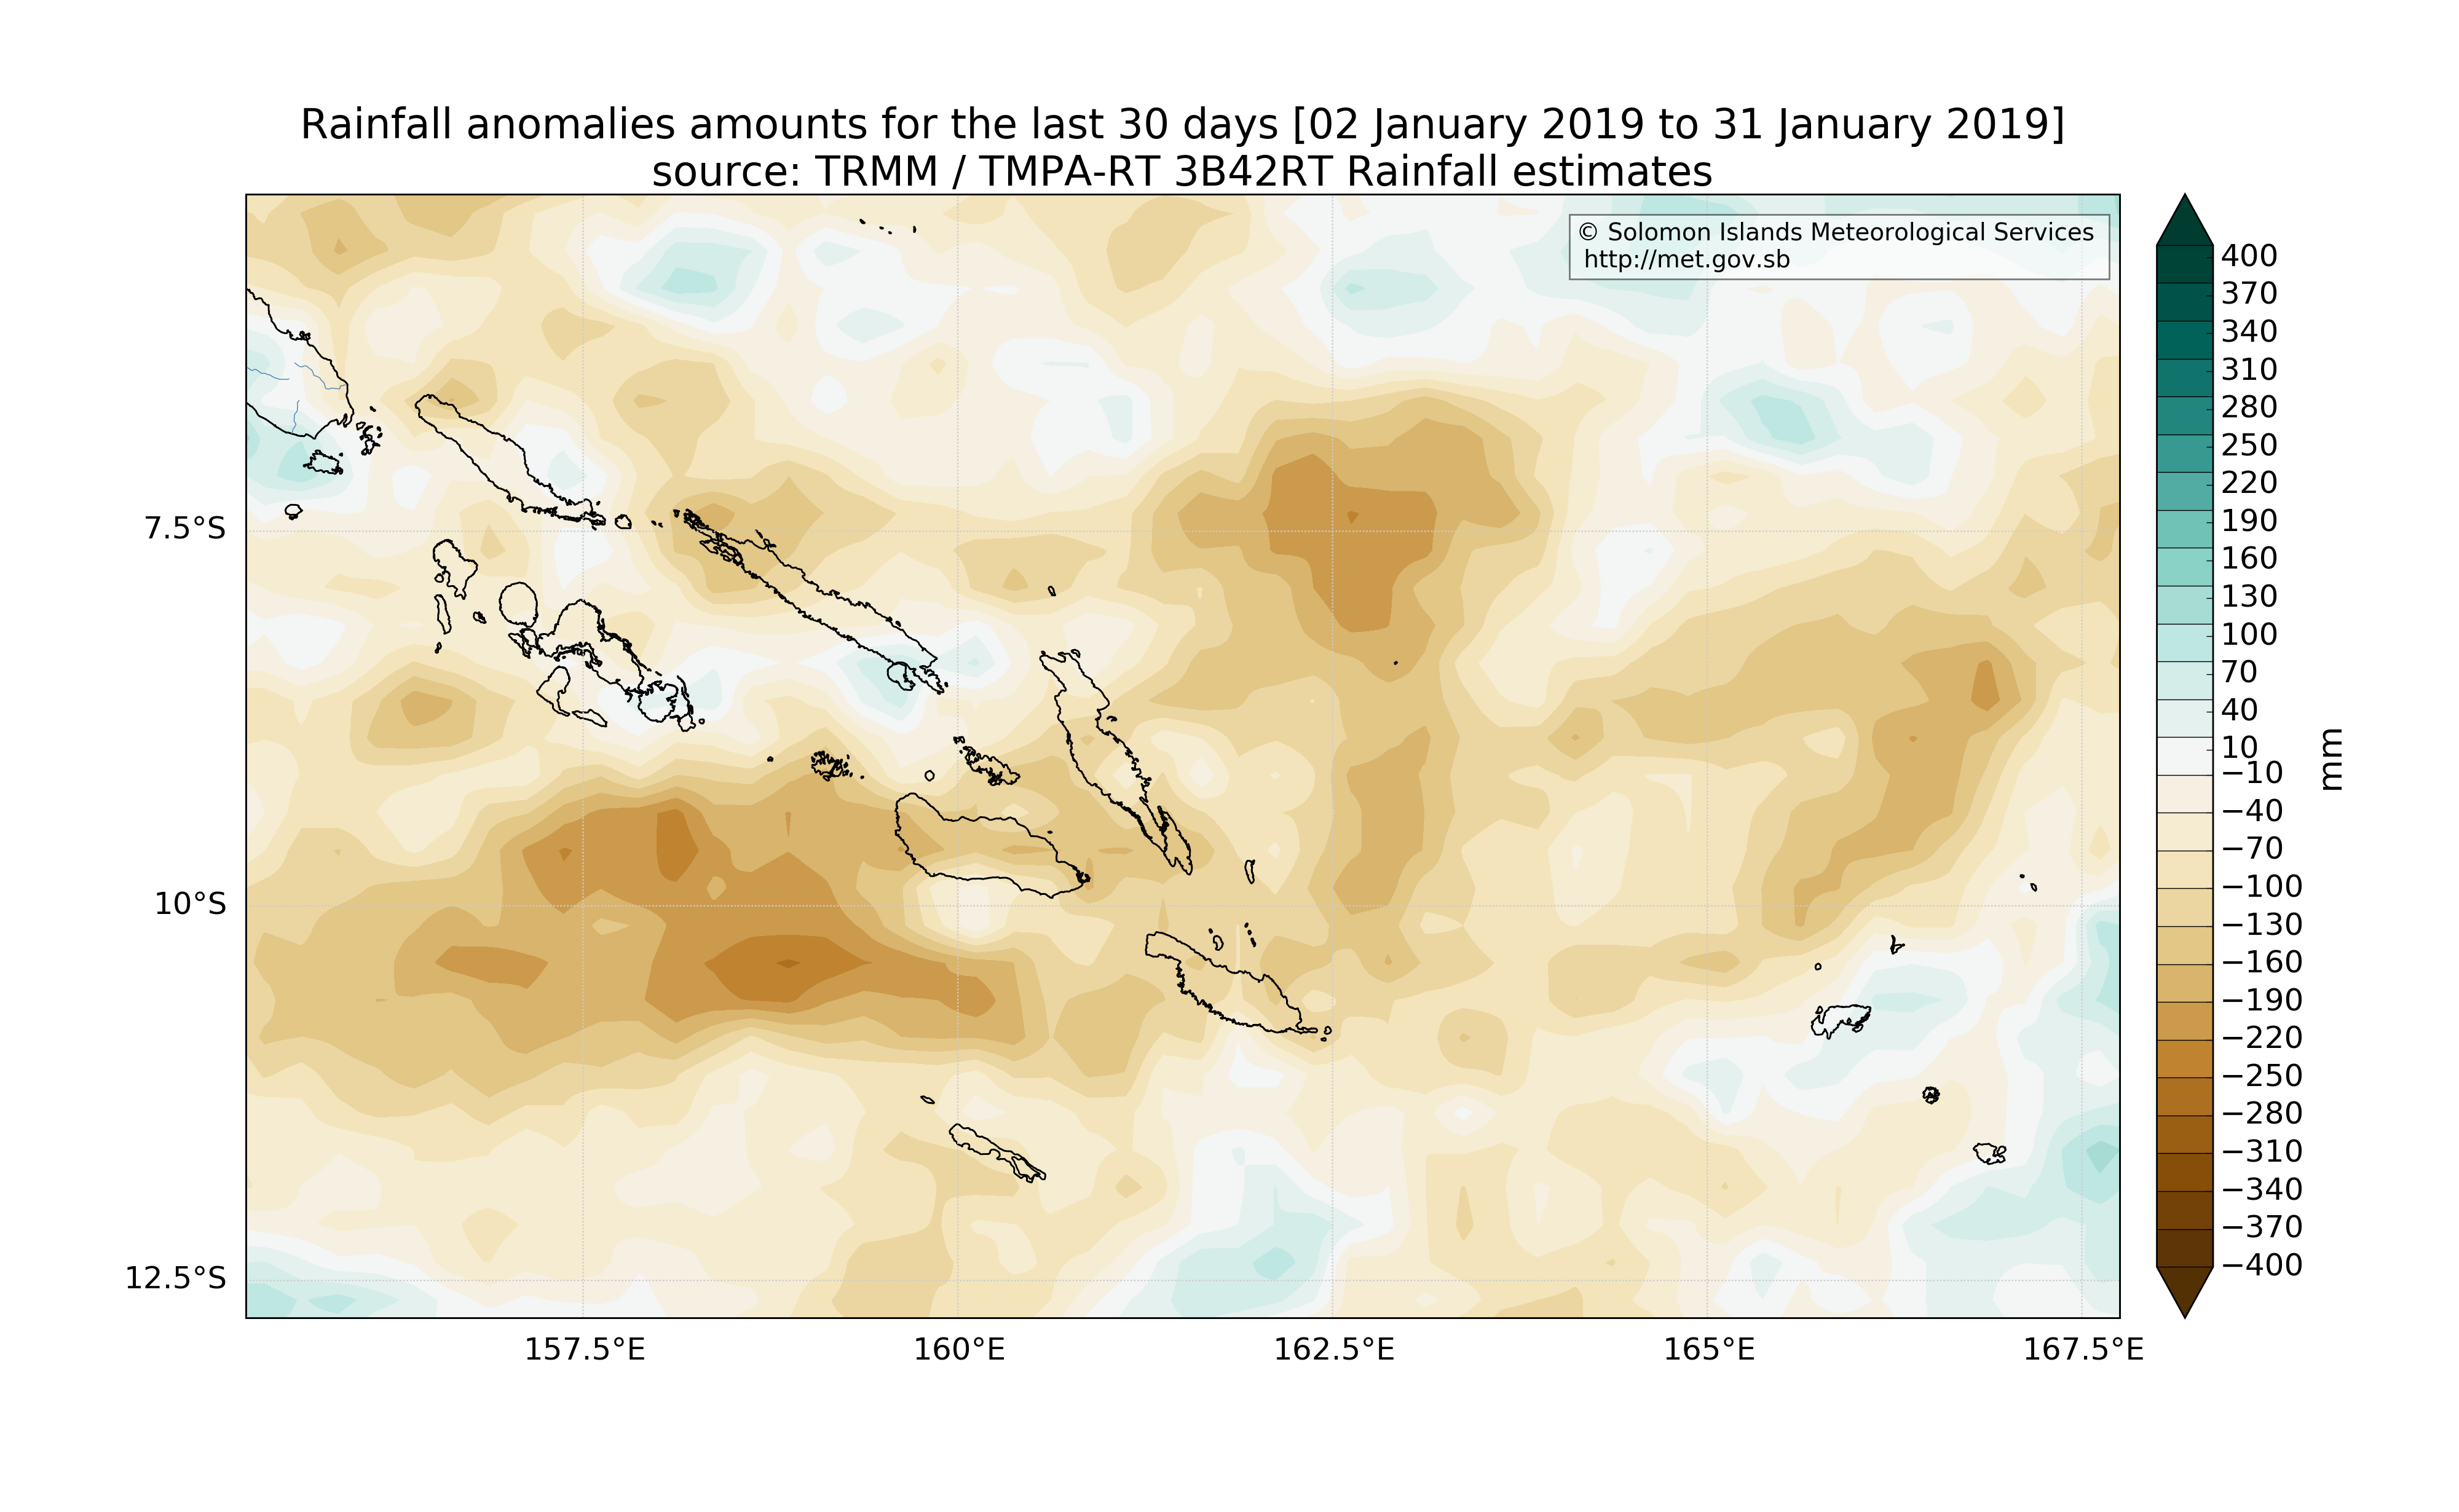 Rainfall anomalies amounts for the last 30 days [02 January 2019 to 31 January 2019]
source: TRMM / TMPA-RT 3B42RT Rainfall estimates
© Solomon Islands Meteorological Services
http://met.gov.sb
7.5°S
10°S
12.5°S
157.5°E
160°E
162.5°E
165°E
167.5°E
400
370
340
310
280
250
220
190
160
130
100
70
40
10
−10
−40
−70
−100
−130
−160
−190
−220
−250
−280
−310
−340
−370
−400
mm